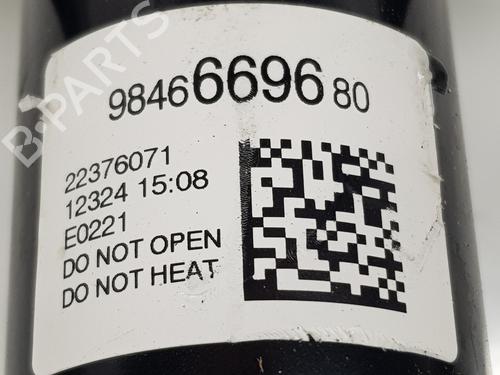 B-PARTS
9846669680
22376071
12324 15:08
E0221
DO NOT OPEN
DO NOT HEAT